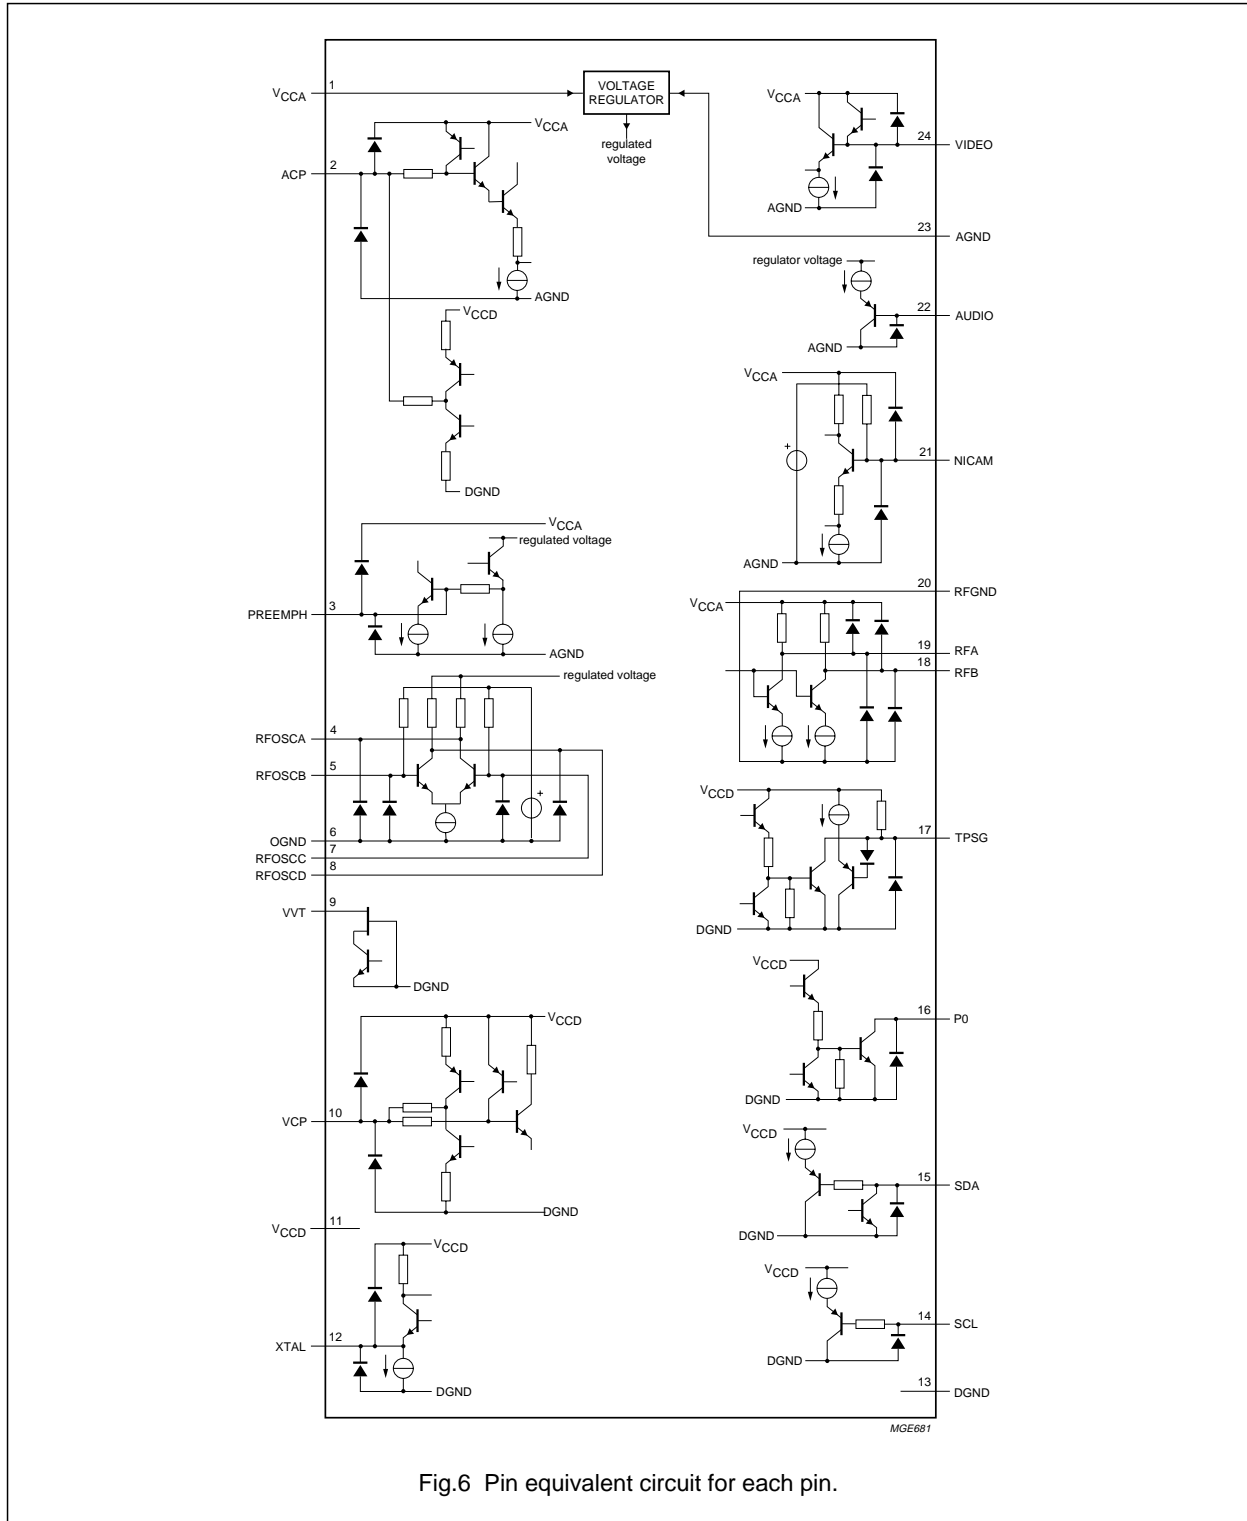 1
VCCA
VOLTAGE
REGULATOR
regulated
voltage
VCCA
2
ACP
AGND
VCCD
DGND
VCCA
regulated voltage
3
PREEMPH
AGND
regulated voltage
4
RFOSCA
5
RFOSCB
+
6
OGND
7
RFOSCC
8
RFOSCD
9
VVT
DGND
VCCD
10
VCP
DGND
11
VCCD
VCCD
12
XTAL
DGND
VCCA
24
VIDEO
AGND
23
AGND
regulator voltage
22
AUDIO
AGND
VCCA
+
21
NICAM
AGND
20
RFGND
VCCA
19
RFA
18
RFB
VCCD
17
TPSG
DGND
VCCD
16
P0
DGND
VCCD
15
SDA
DGND
VCCD
14
SCL
DGND
13
DGND
MGE681
Fig.6 Pin equivalent circuit for each pin.